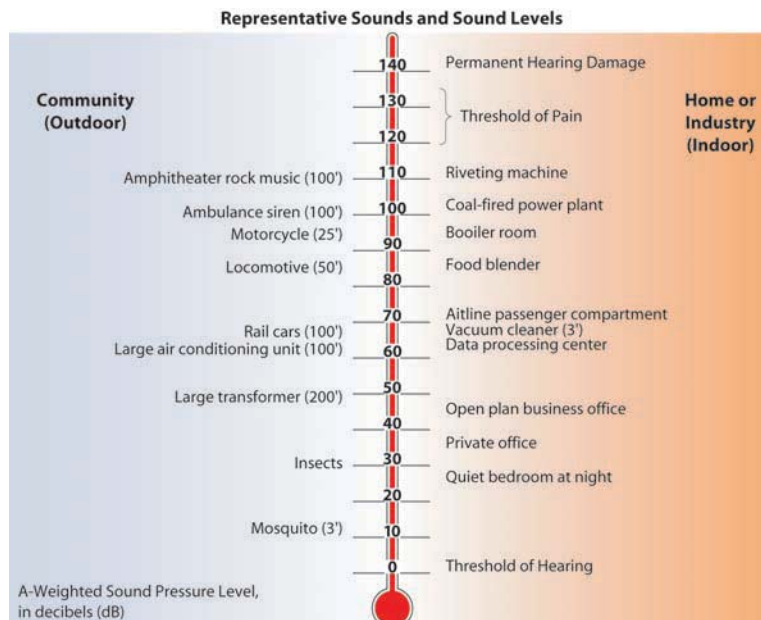 Representative Sounds and Sound Levels
Community
(Outdoor)
Home or
Industry
(Indoor)
140
Permanent Hearing Damage
130
Threshold of Pain
120
Amphitheater rock music (100')
110
Riveting machine
Ambulance siren (100')
100
Coal-fired power plant
Motorcycle (25')
90
Booiler room
Locomotive (50')
80
Food blender
70
Aitline passenger compartment
Rail cars (100')
Vacuum cleaner (3')
Large air conditioning unit (100')
60
Data processing center
50
Large transformer (200')
Open plan business office
40
Private office
Insects
30
Quiet bedroom at night
20
Mosquito (3')
10
0
Threshold of Hearing
A-Weighted Sound Pressure Level,
in decibels (dB)